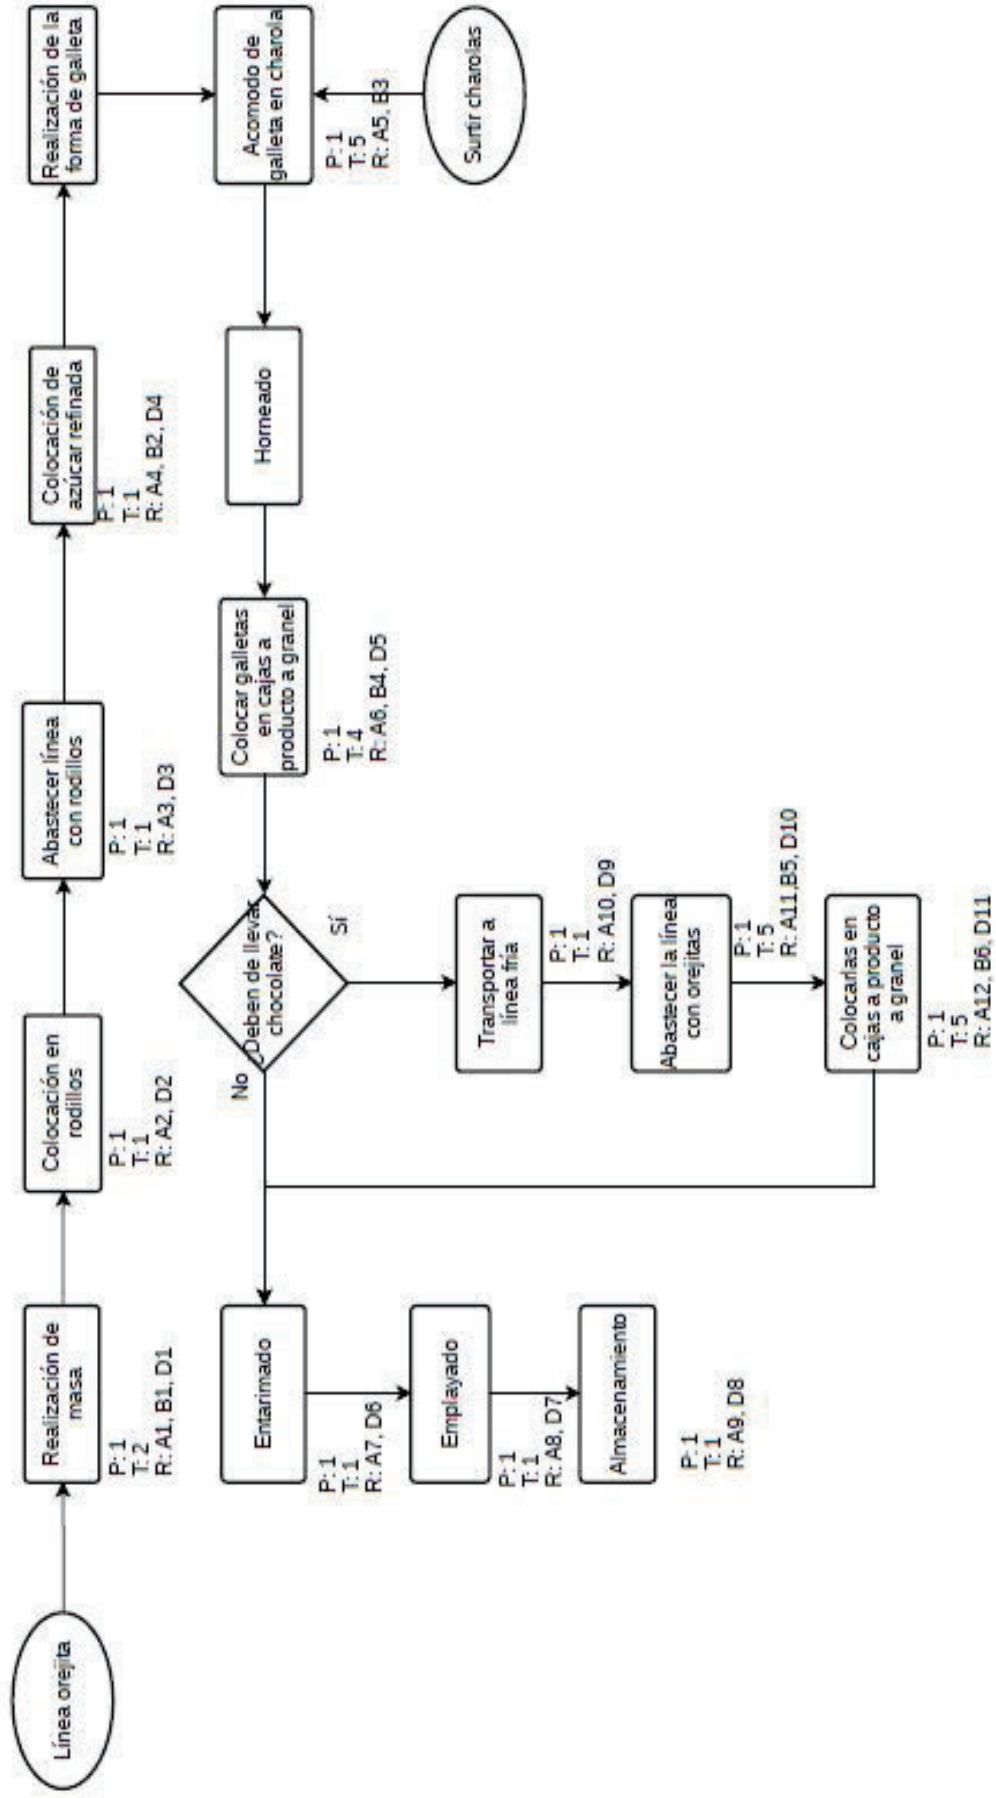 Línea orejita
Realización de
masa
P: 1
T: 2
R: A1, B1, D1
Colocación en
rodillos
P: 1
T: 1
R: A2, D2
Abastecer línea
con rodillos
P: 1
T: 1
R: A3, D3
Colocación de
azúcar refinada
P: 1
T: 1
R: A4, B2, D4
Realización de la
forma de galleta
Acomodo de
galleta en charola
P: 1
T: 5
R: A5, B3
Surtir charolas
Horneado
Colocar galletas
en cajas a
producto a granel
P: 1
T: 4
R: A6, B4, D5
¿Deben de llevar
chocolate?
No
Sí
Transportar a
línea fría
P: 1
T: 1
R: A10, D9
Abastecer la línea
con orejitas
P: 1
T: 5
R: A11,B5, D10
Colocarlas en
cajas a producto
a granel
P: 1
T: 5
R: A12, B6, D11
Entarimado
P: 1
T: 1
R: A7, D6
Emplayado
P: 1
T: 1
R: A8, D7
Almacenamiento
P: 1
T: 1
R: A9, D8